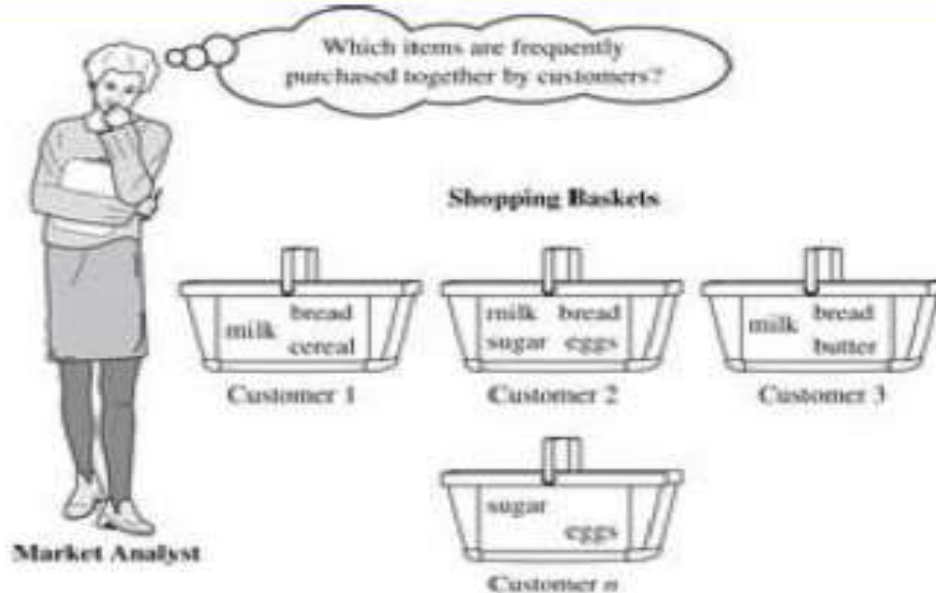 Which items are frequently
purchased together by customers?
Shopping Baskets
milk bread
cereal
Customer 1
milk bread
sugar eggs
Customer 2
milk bread
butter
Customer 3
sugar
eggs
Customer n
Market Analyst